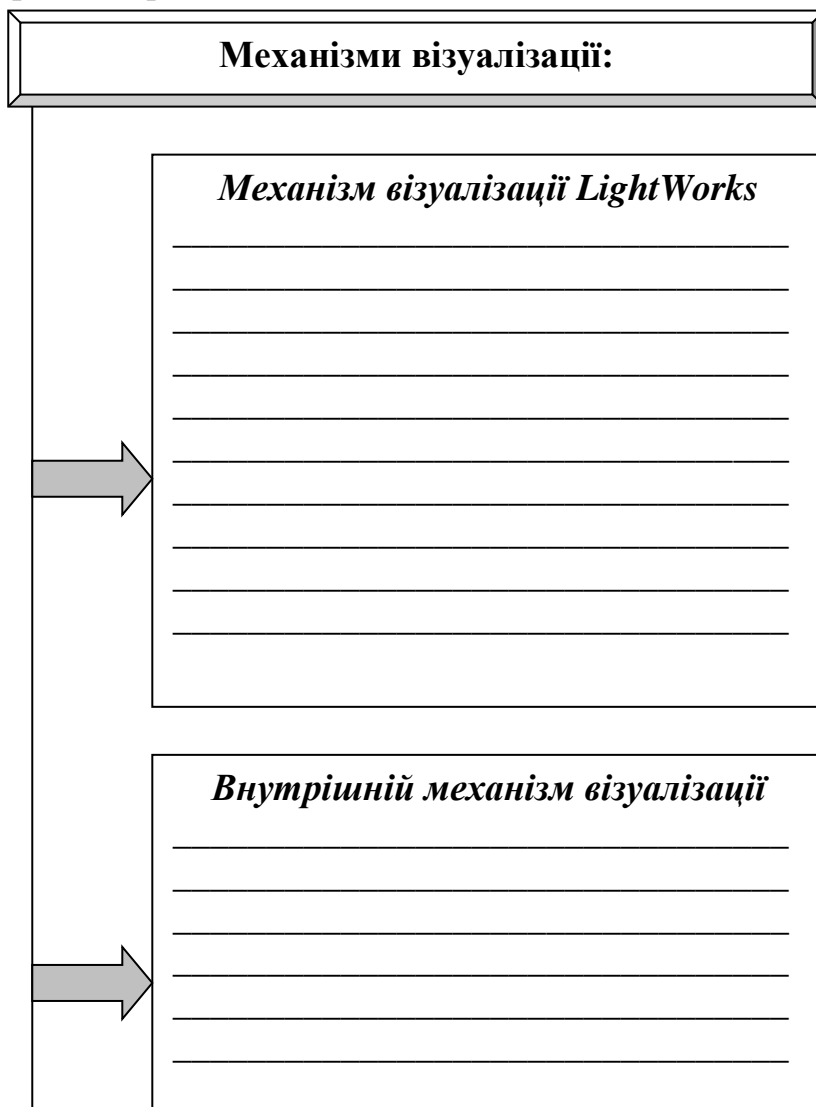 Механізми візуалізації:
Механізм візуалізації LightWorks
Внутрішній механізм візуалізації